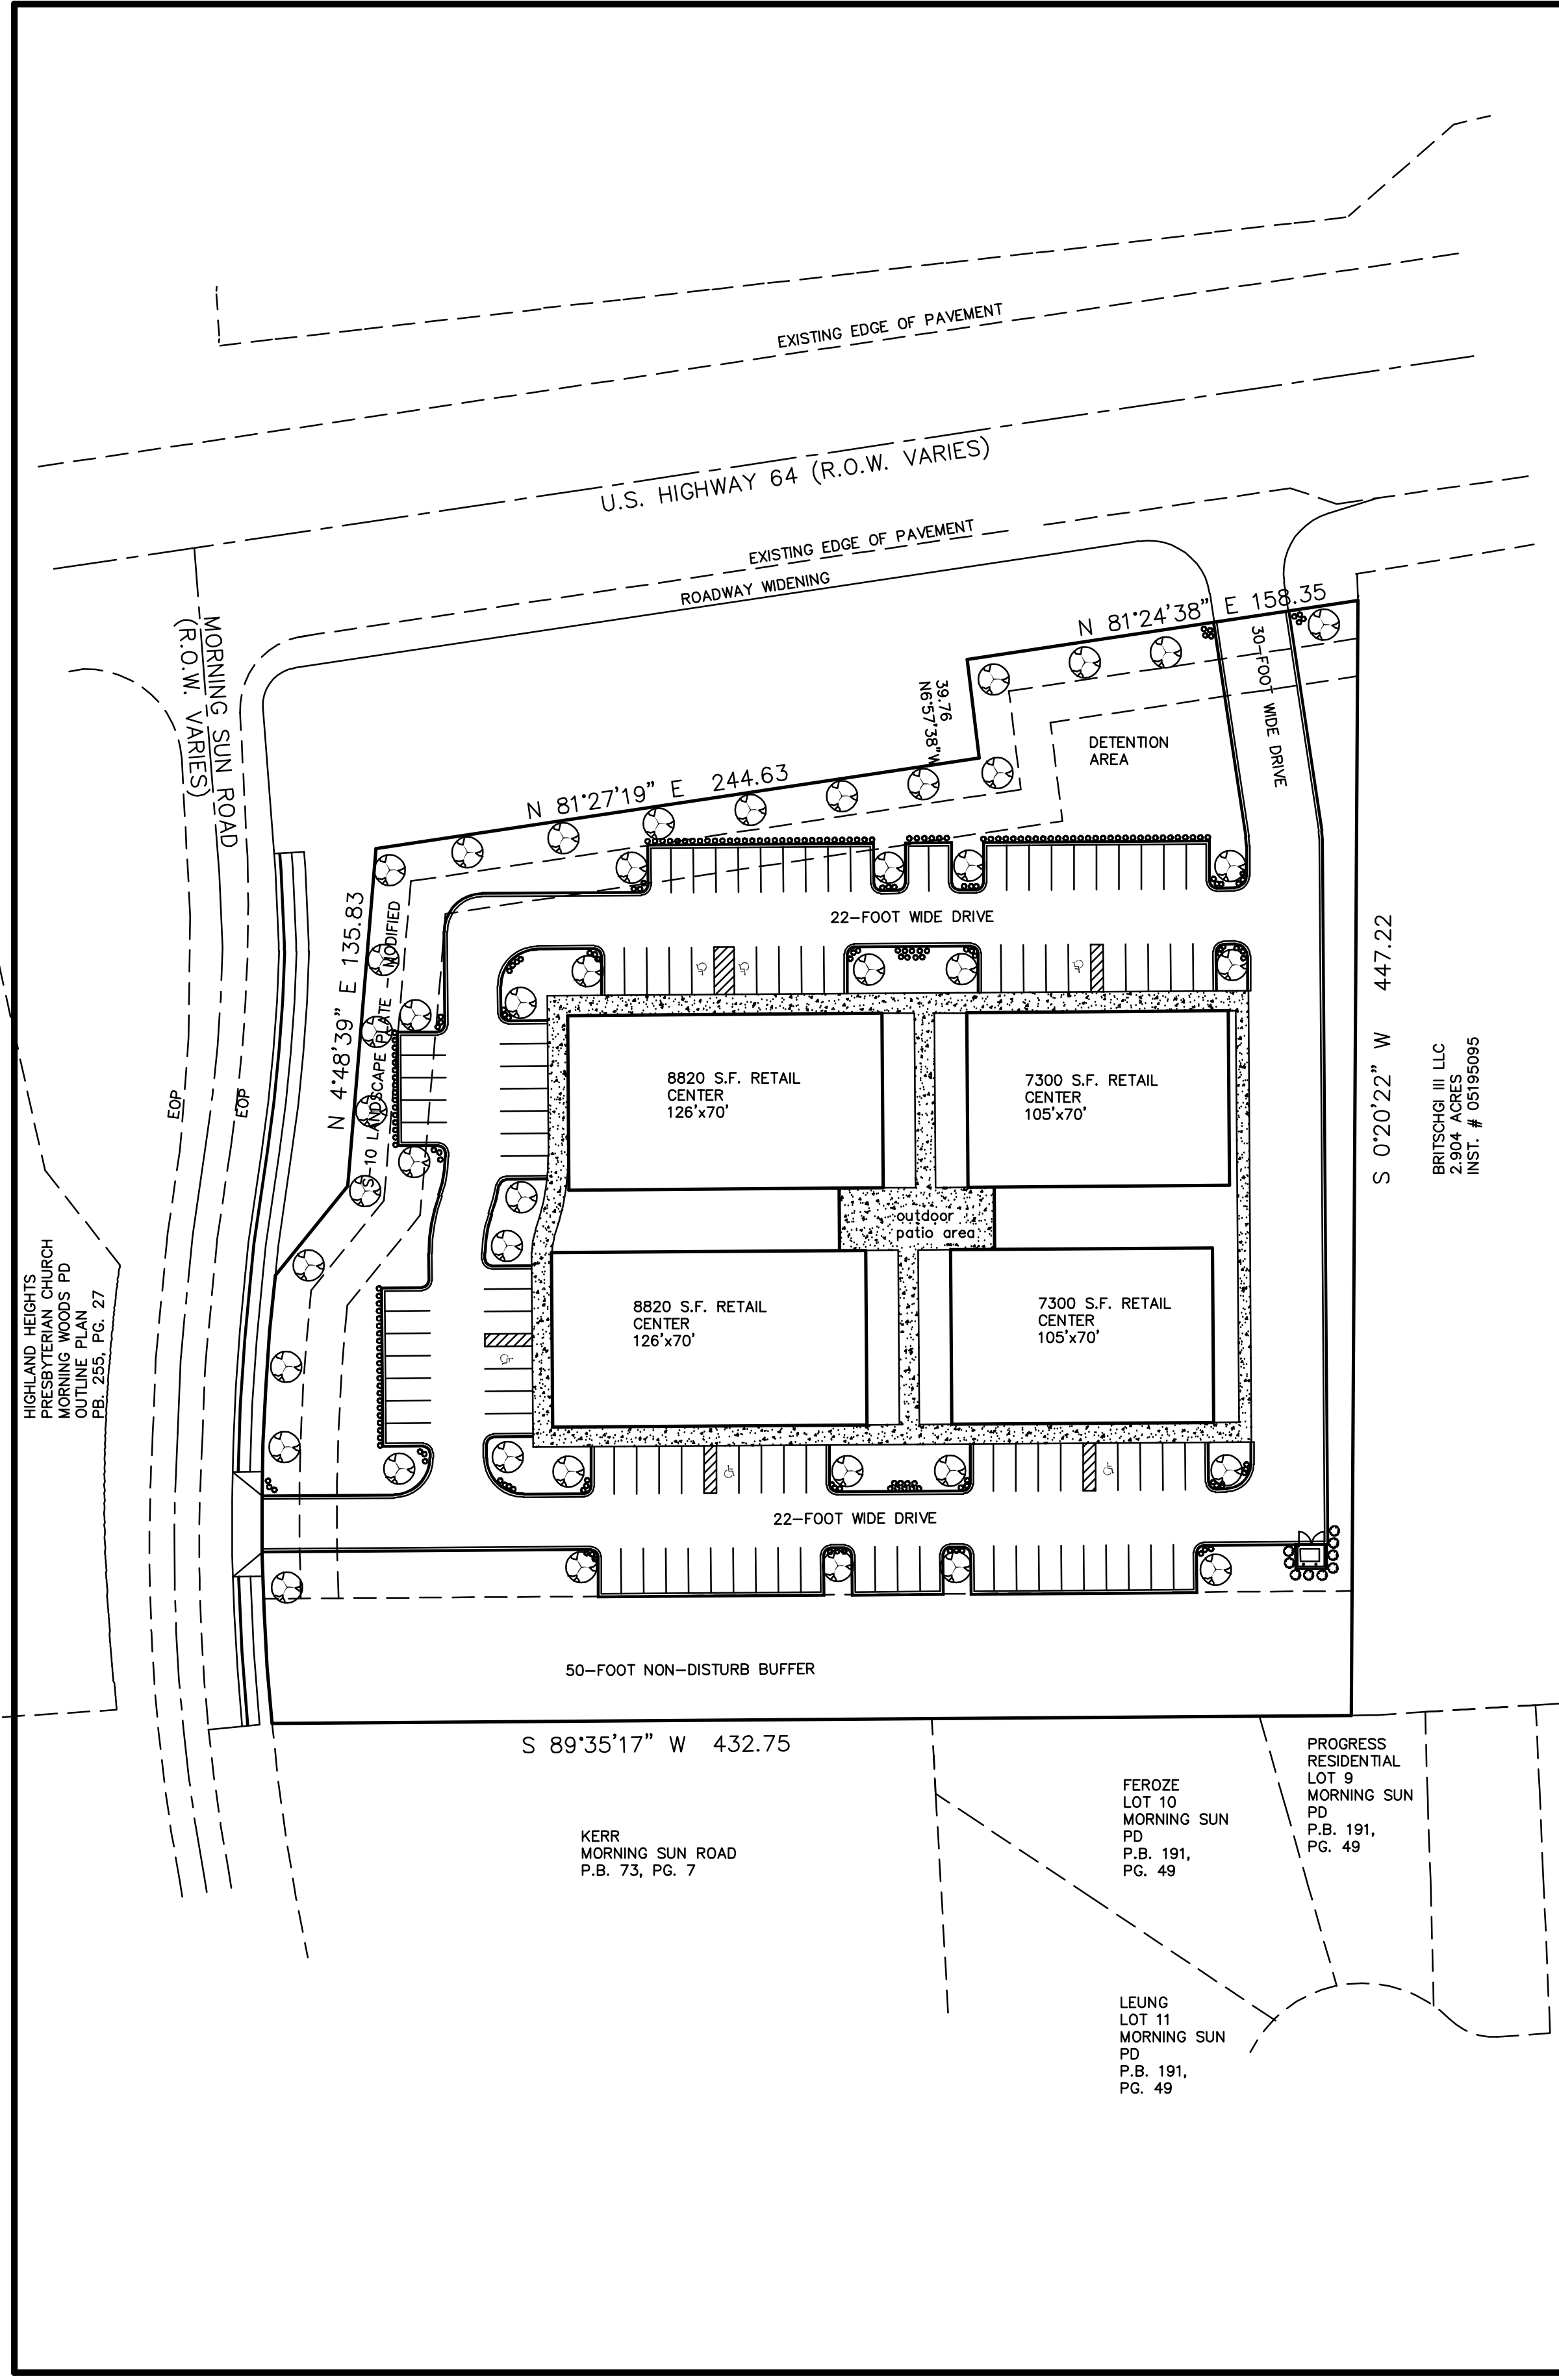 EXISTING EDGE OF PAVEMENT
U.S. HIGHWAY 64 (R.O.W. VARIES)
EXISTING EDGE OF PAVEMENT
ROADWAY WIDENING
MORNING SUN ROAD
(R.O.W. VARIES)
N 81°24'38" E 158.35
30-FOOT WIDE DRIVE
39.76
N6°57'38"W
DETENTION
AREA
N 81°27'19" E 244.63
N 4°48'39" E 135.83
S-10 LANDSCAPE PLATE - MODIFIED
22-FOOT WIDE DRIVE
EOP
EOP
8820 S.F. RETAIL
CENTER
126'x70'
7300 S.F. RETAIL
CENTER
105'x70'
S 0°20'22" W 447.22
BRITSCHGI III LLC
2.904 ACRES
INST. # 05195095
outdoor
patio area
HIGHLAND HEIGHTS
PRESBYTERIAN CHURCH
MORNING WOODS PD
OUTLINE PLAN
PB. 255, PG. 27
8820 S.F. RETAIL
CENTER
126'x70'
7300 S.F. RETAIL
CENTER
105'x70'
22-FOOT WIDE DRIVE
50-FOOT NON-DISTURB BUFFER
S 89°35'17" W 432.75
KERR
MORNING SUN ROAD
P.B. 73, PG. 7
FEROZE
LOT 10
MORNING SUN
PD
P.B. 191,
PG. 49
PROGRESS
RESIDENTIAL
LOT 9
MORNING SUN
PD
P.B. 191,
PG. 49
LEUNG
LOT 11
MORNING SUN
PD
P.B. 191,
PG. 49